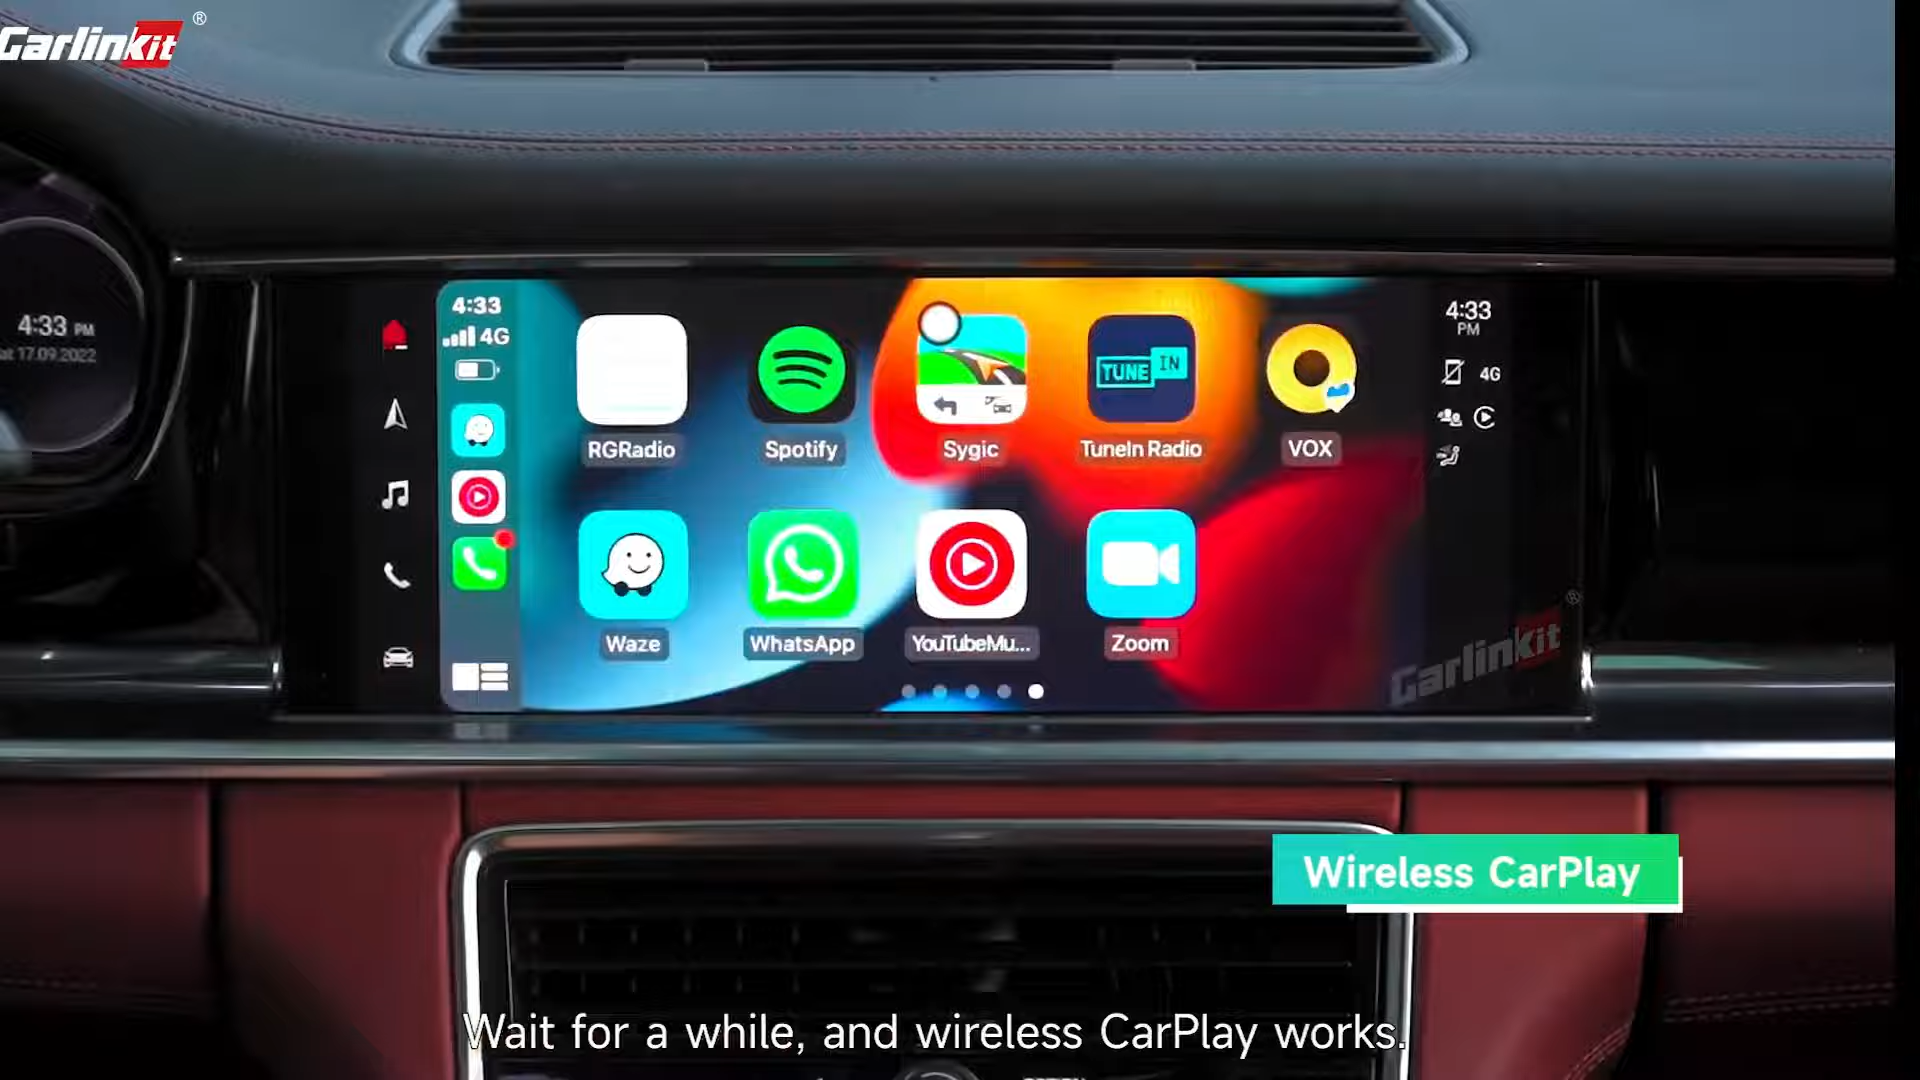 Carlinkit ®
4:33 PM
at 17.09.2022
4:33
4G
RGRadio
Spotify
Sygic
TUNE IN
TuneIn Radio
VOX
4:33
PM
4G
Waze
WhatsApp
YouTubeMu...
Zoom
Carlinkit ®
Wireless CarPlay
Wait for a while, and wireless CarPlay works.